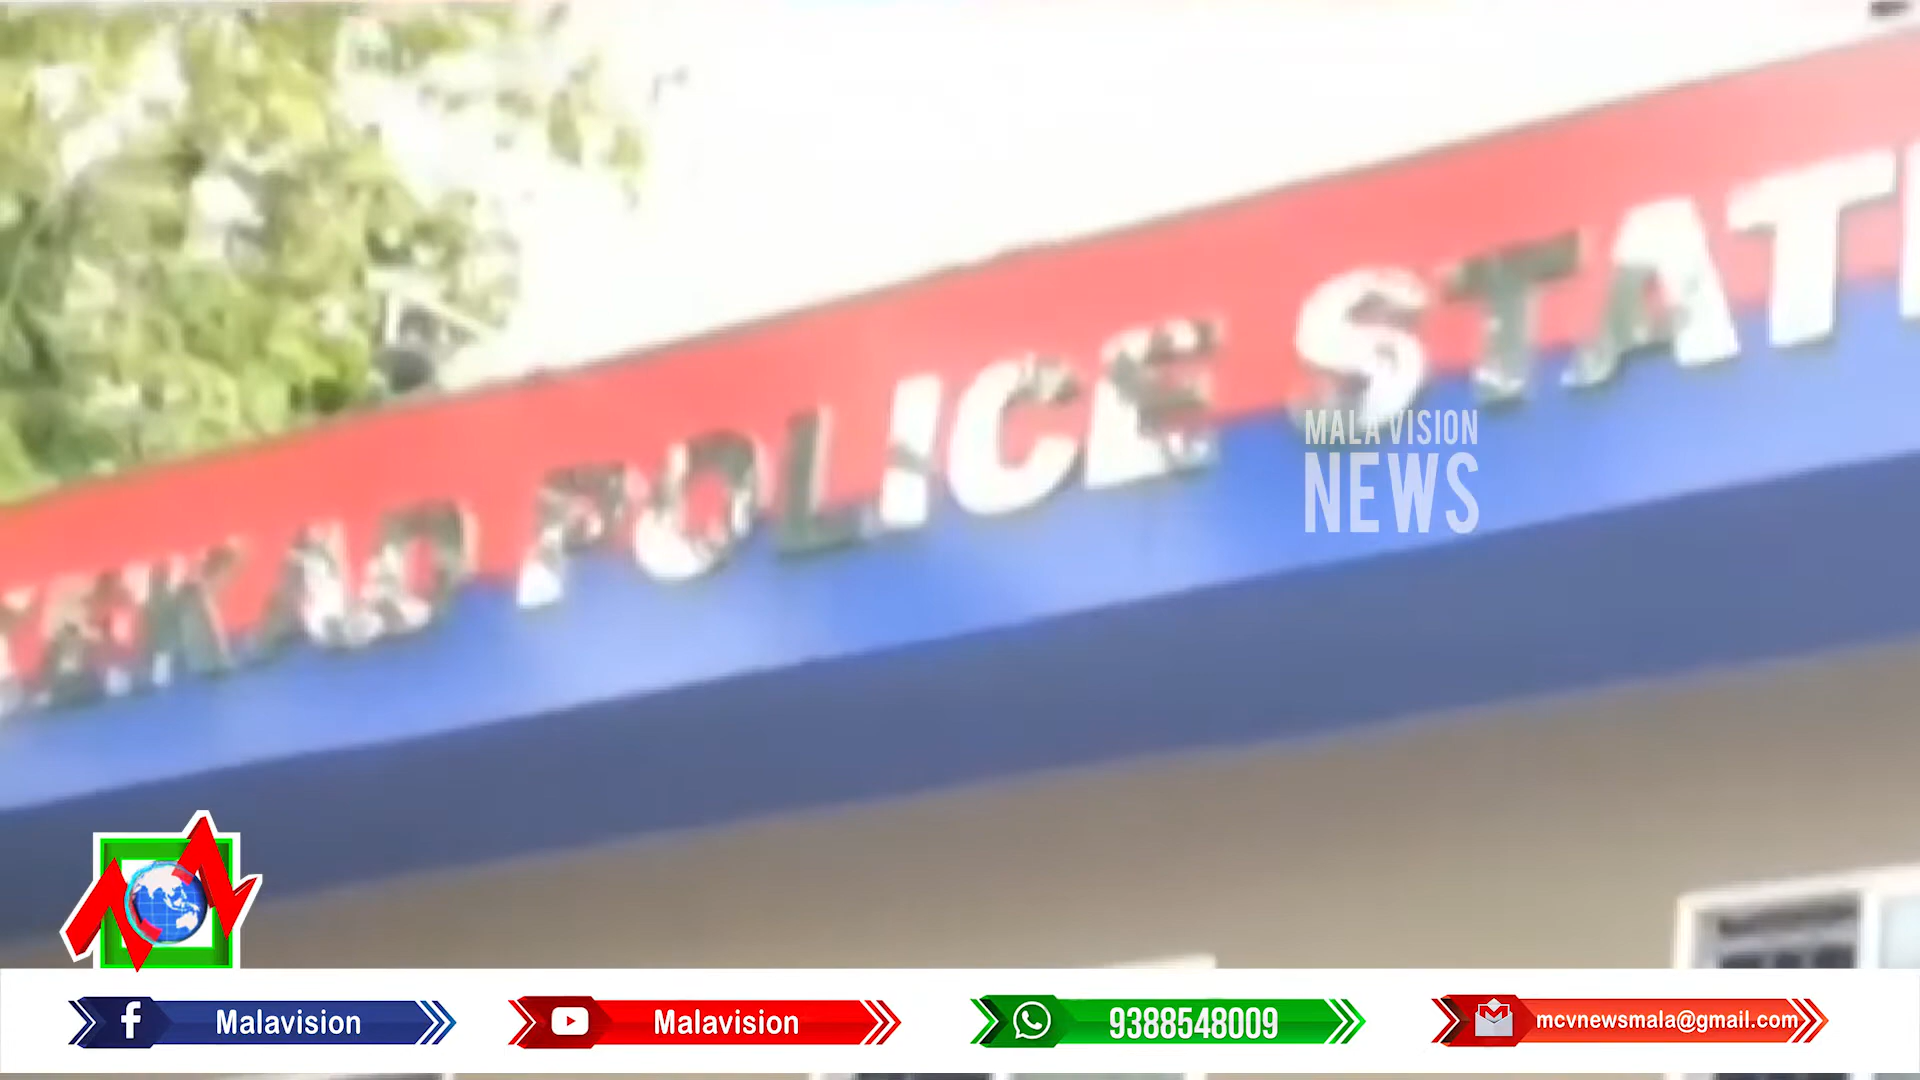 POLICE STAT
MALA VISION
NEWS
Malavision
Malavision
9388548009
mcvnewsmala@gmail.com